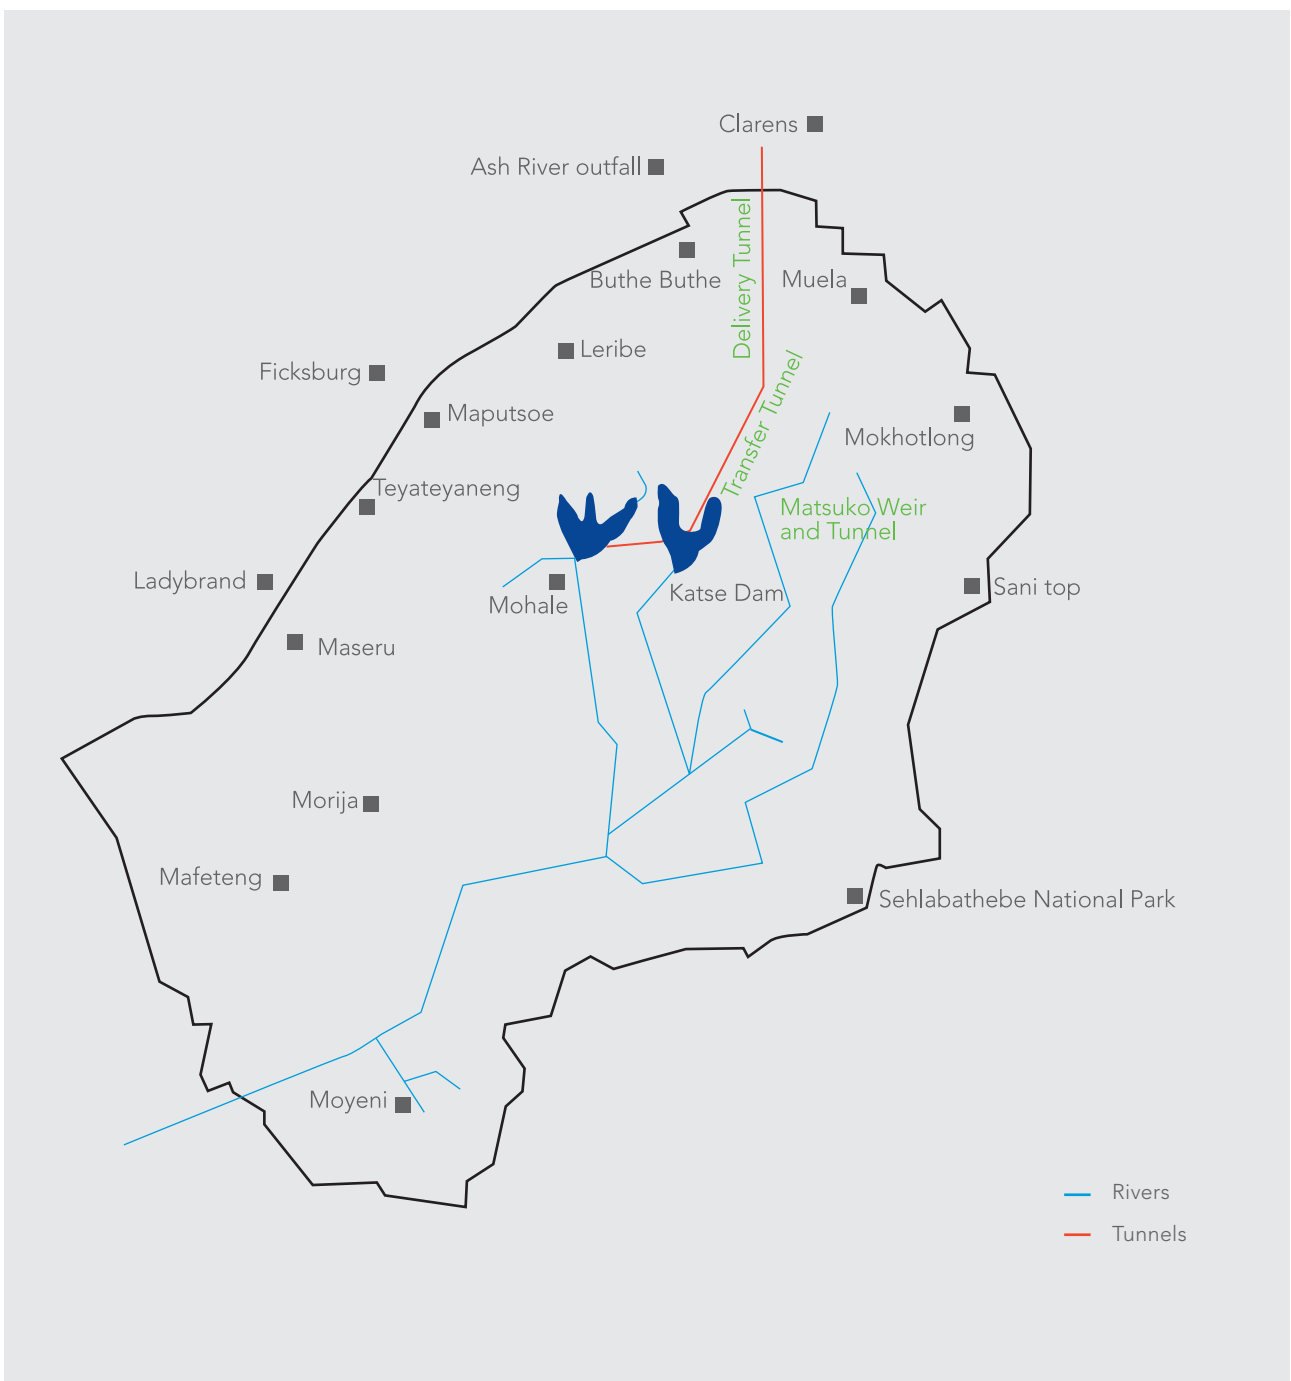 Clarens
Ash River outfall
Delivery Tunnel
Buthe Buthe
Muela
Leribe
Transfer Tunnel
Ficksburg
Maputsoe
Mokhotlong
Teyateyaneng
Matsuko Weir
and Tunnel
Ladybrand
Mohale
Katse Dam
Sani top
Maseru
Morija
Mafeteng
Sehlabathebe National Park
Moyeni
Rivers
Tunnels